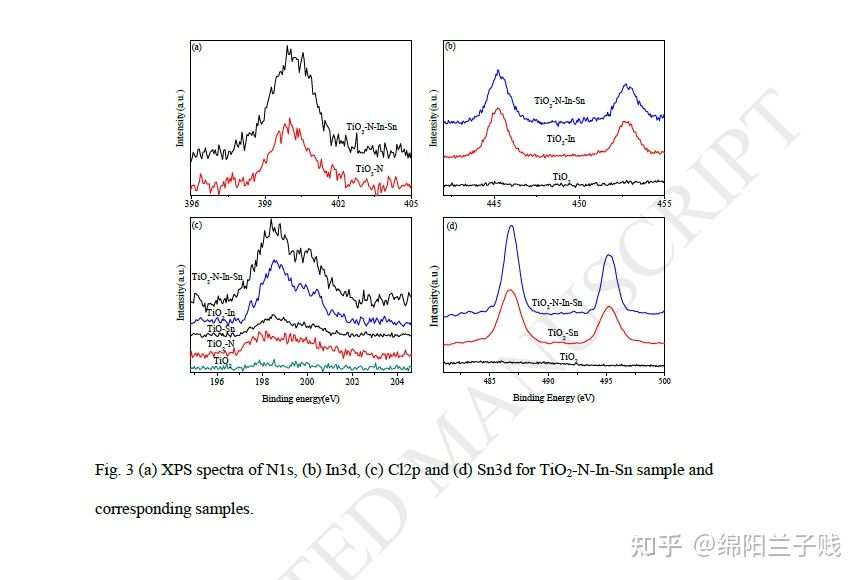 (a)
Intensity(a.u.)
TiO2-N-In-Sn
TiO2-N
396 399 402 405
(b)
Intensity(a.u.)
TiO2-N-In-Sn
TiO2-In
TiO2
445 450 455
(c)
Intensity(a.u.)
TiO2-N-In-Sn
TiO2-In
TiO2-Sn
TiO2-N
TiO2
196 198 200 202 204
Binding energy(eV)
(d)
Intensity(a.u.)
TiO2-N-In-Sn
TiO2-Sn
TiO2
485 490 495 500
Binding Energy (eV)
Fig. 3 (a) XPS spectra of N1s, (b) In3d, (c) Cl2p and (d) Sn3d for TiO2-N-In-Sn sample and
corresponding samples.
TED MANUSCRIPT
知乎 @绵阳兰子贱